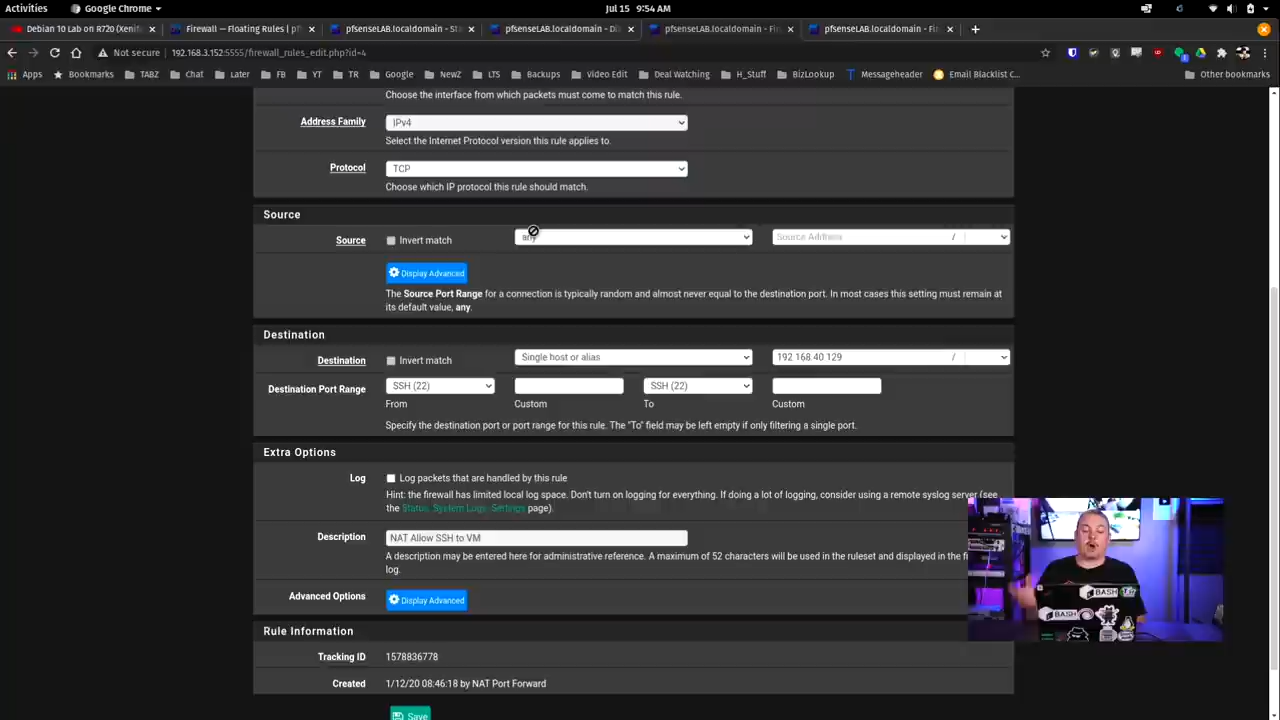 Activities
Google Chrome
Jul 15 9:54 AM
Debian 10 Lab on R720 (Xenif
Firewall — Floating Rules | p
pfsenseLAB.localdomain - Sta
pfsenseLAB.localdomain - Di
pfsenseLAB.localdomain - Fir
pfsenseLAB.localdomain - Fi
Not secure
192.168.3.152:5555/firewall_rules_edit.php?id=4
Apps
Bookmarks
TABZ
Chat
Later
FB
YT
TR
Google
NewZ
LTS
Backups
Video Edit
Deal Watching
H_Stuff
BizLookup
Messageheader
Email Blacklist C...
Other bookmarks
Choose the interface from which packets must come to match this rule.
Address Family
IPv4
Select the Internet Protocol version this rule applies to.
Protocol
TCP
Choose which IP protocol this rule should match.
Source
Source
Invert match
any
Source Address
/
Display Advanced
The Source Port Range for a connection is typically random and almost never equal to the destination port. In most cases this setting must remain at
its default value, any.
Destination
Destination
Invert match
Single host or alias
192.168.40.129
/
Destination Port Range
SSH (22)
SSH (22)
From
Custom
To
Custom
Specify the destination port or port range for this rule. The "To" field may be left empty if only filtering a single port.
Extra Options
Log
Log packets that are handled by this rule
Hint: the firewall has limited local log space. Don't turn on logging for everything. If doing a lot of logging, consider using a remote syslog server (see
the Status: System Logs: Settings page).
Description
NAT Allow SSH to VM
A description may be entered here for administrative reference. A maximum of 52 characters will be used in the ruleset and displayed in the fi
log.
Advanced Options
Display Advanced
BASH
BASH
Rule Information
Tracking ID
1578836778
Created
1/12/20 08:46:18 by NAT Port Forward
Save